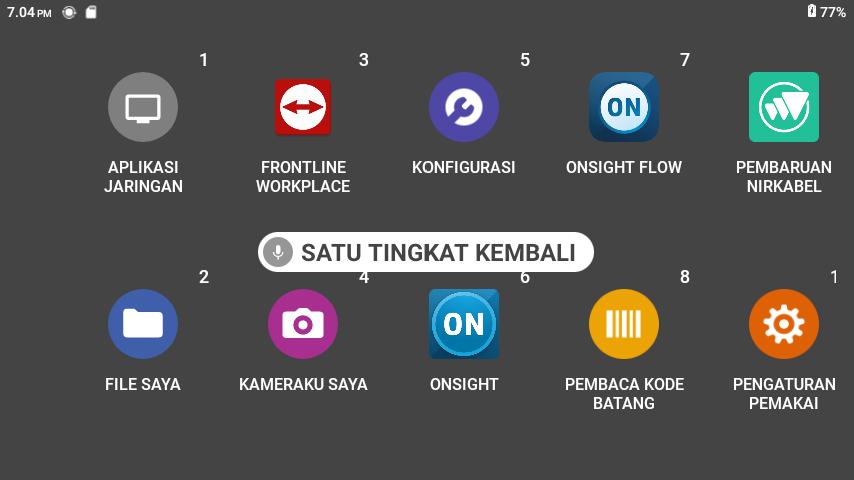 7.04 PM
77%
1
3
5
7
APLIKASI
JARINGAN
FRONTLINE
WORKPLACE
KONFIGURASI
ON
ONSIGHT FLOW
PEMBARUAN
NIRKABEL
SATU TINGKAT KEMBALI
2
4
6
8
1
FILE SAYA
KAMERAKU SAYA
ON
ONSIGHT
PEMBACA KODE
BATANG
PENGATURAN
PEMAKAI